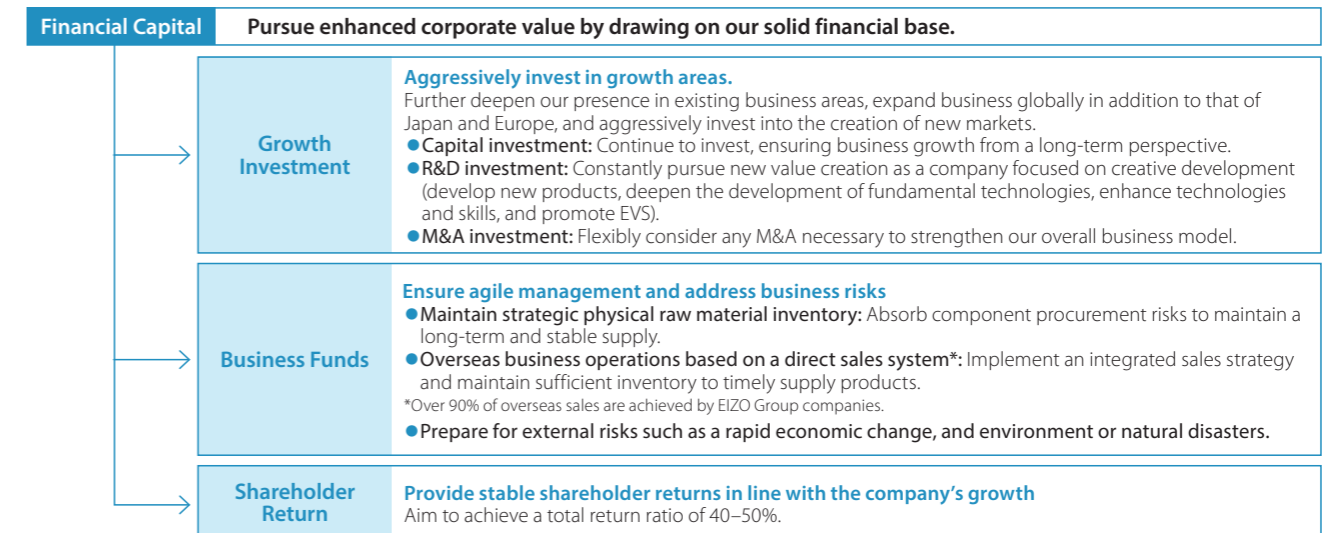 Financial Capital
Pursue enhanced corporate value by drawing on our solid financial base.
Growth
Investment
Aggressively invest in growth areas.
Further deepen our presence in existing business areas, expand business globally in addition to that of
Japan and Europe, and aggressively invest into the creation of new markets.
●Capital investment: Continue to invest, ensuring business growth from a long-term perspective.
●R&D investment: Constantly pursue new value creation as a company focused on creative development
(develop new products, deepen the development of fundamental technologies, enhance technologies
and skills, and promote EVS).
●M&A investment: Flexibly consider any M&A necessary to strengthen our overall business model.
Business Funds
Ensure agile management and address business risks
●Maintain strategic physical raw material inventory: Absorb component procurement risks to maintain a
long-term and stable supply.
●Overseas business operations based on a direct sales system*: Implement an integrated sales strategy
and maintain sufficient inventory to timely supply products.
*Over 90% of overseas sales are achieved by EIZO Group companies.
●Prepare for external risks such as a rapid economic change, and environment or natural disasters.
Shareholder
Return
Provide stable shareholder returns in line with the company's growth
Aim to achieve a total return ratio of 40–50%.